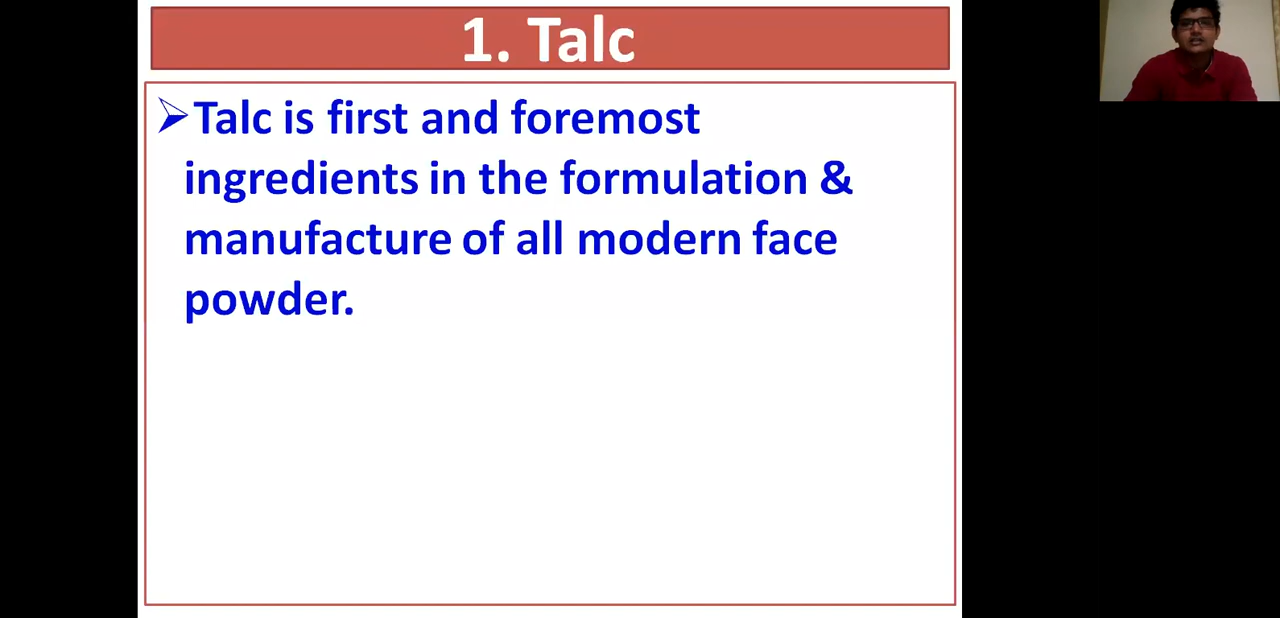 1. Talc
Talc is first and foremost
ingredients in the formulation &
manufacture of all modern face
powder.